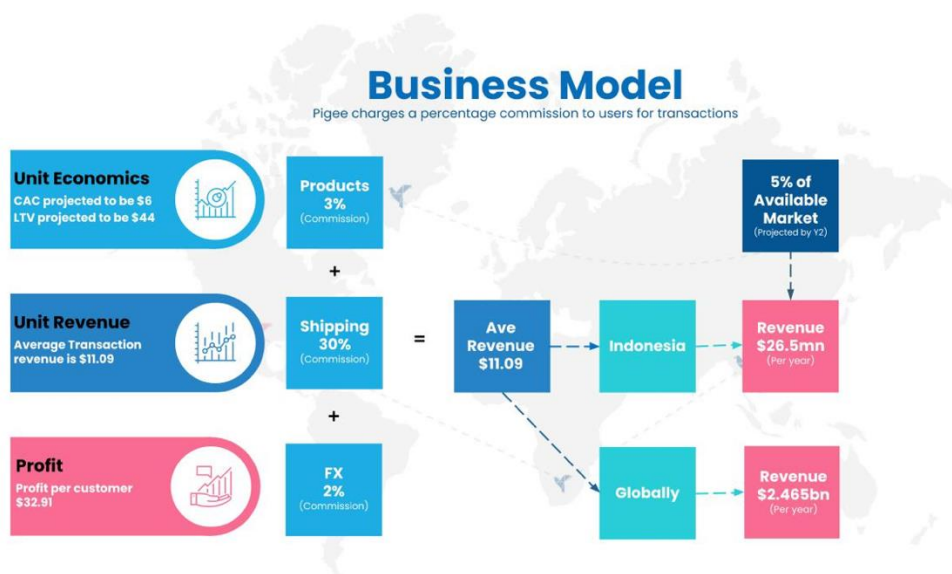 Business Model
Pigee charges a percentage commission to users for transactions
Unit Economics
CAC projected to be $6
LTV projected to be $44
Products
3%
(Commission)
5% of
Available
Market
(Projected by Y2)
+
Unit Revenue
Average Transaction
revenue is $11.09
Shipping
30%
(Commission)
=
Ave
Revenue
$11.09
Indonesia
Revenue
$26.5mn
(Per year)
+
Profit
Profit per customer
$32.91
FX
2%
(Commission)
Globally
Revenue
$2.465bn
(Per year)